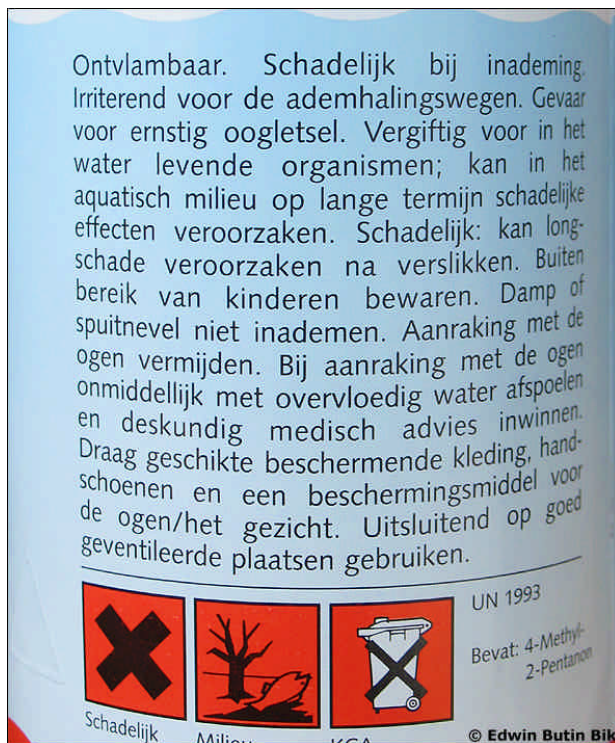 Ontvlambaar. Schadelijk bij inademing.
Irriterend voor de ademhalingswegen. Gevaar
voor ernstig oogletsel. Vergiftig voor in het
water levende organismen; kan in het
aquatisch milieu op lange termijn schadelijke
effecten veroorzaken. Schadelijk: kan long-
schade veroorzaken na verslikken. Buiten
bereik van kinderen bewaren. Damp of
spuitnevel niet inademen. Aanraking met de
ogen vermijden. Bij aanraking met de ogen
onmiddellijk met overvloedig water afspoelen
en deskundig medisch advies inwinnen.
Draag geschikte beschermende kleding, hand-
schoenen en een beschermingsmiddel voor
de ogen/het gezicht. Uitsluitend op goed
geventileerde plaatsen gebruiken.
UN 1993
Bevat: 4-Methyl-
2-Pentanon
Schadelijk
Milieu
KGA
© Edwin Butin Bik